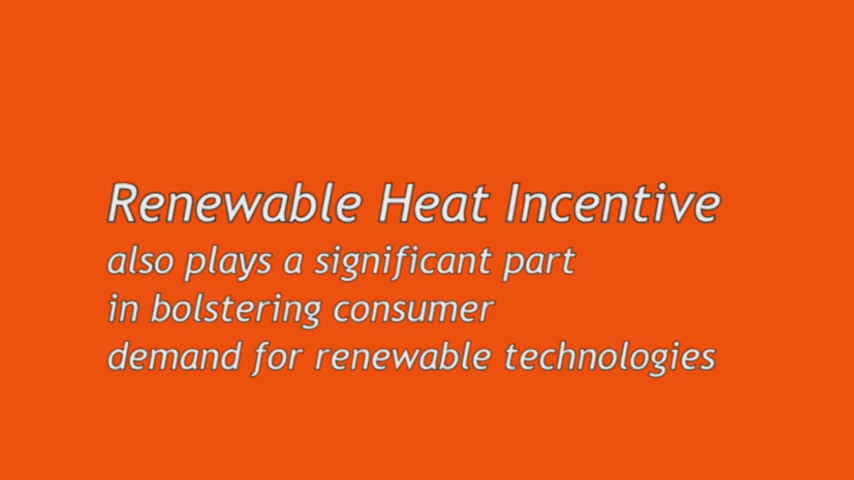 Renewable Heat Incentive
also plays a significant part
in bolstering consumer
demand for renewable technologies